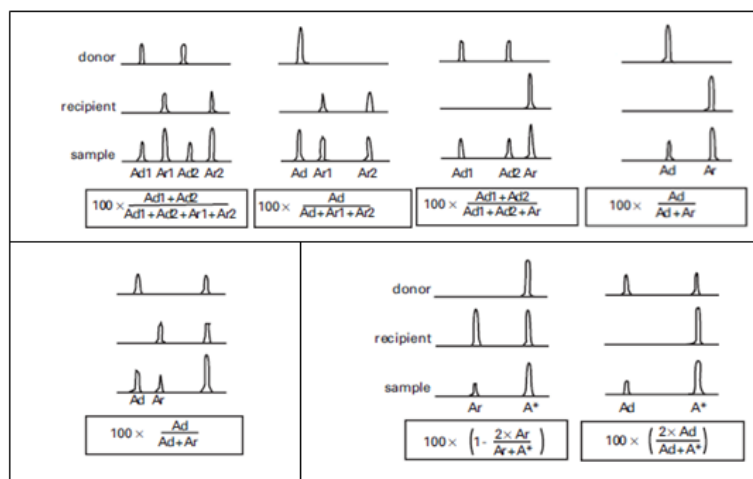 donor
recipient
sample
Ad1 Ar1 Ad2 Ar2
Ad Ar1 Ar2
Ad1 Ad2 Ar
Ad Ar
100 × Ad1+Ad2 / Ad1+Ad2+Ar1+Ar2
100 × Ad / Ad+Ar1+Ar2
100 × Ad1+Ad2 / Ad1+Ad2+Ar
100 × Ad / Ad+Ar
Ad Ar
100 × Ad / Ad+Ar
donor
recipient
sample
Ar A*
Ad A*
100 × (1- 2× Ar / Ar+A*)
100 × (2× Ad / Ad+A*)